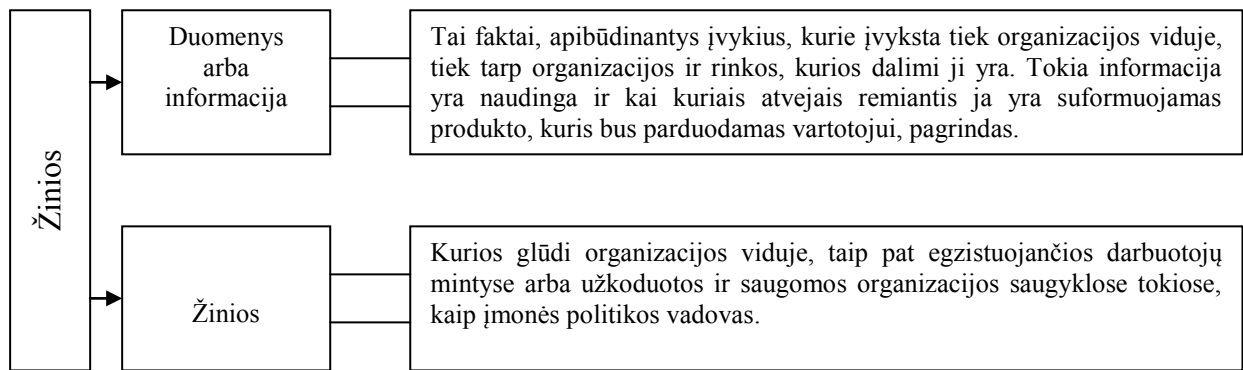 Žinios
Duomenys
arba
informacija
Tai faktai, apibūdinantys įvykius, kurie įvyksta tiek organizacijos viduje,
tiek tarp organizacijos ir rinkos, kurios dalimi ji yra. Tokia informacija
yra naudinga ir kai kuriais atvejais remiantis ja yra suformuojamas
produkto, kuris bus parduodamas vartotojui, pagrindas.
Žinios
Kurios glūdi organizacijos viduje, taip pat egzistuojančios darbuotojų
mintyse arba užkoduotos ir saugomos organizacijos saugyklose tokiose,
kaip įmonės politikos vadovas.